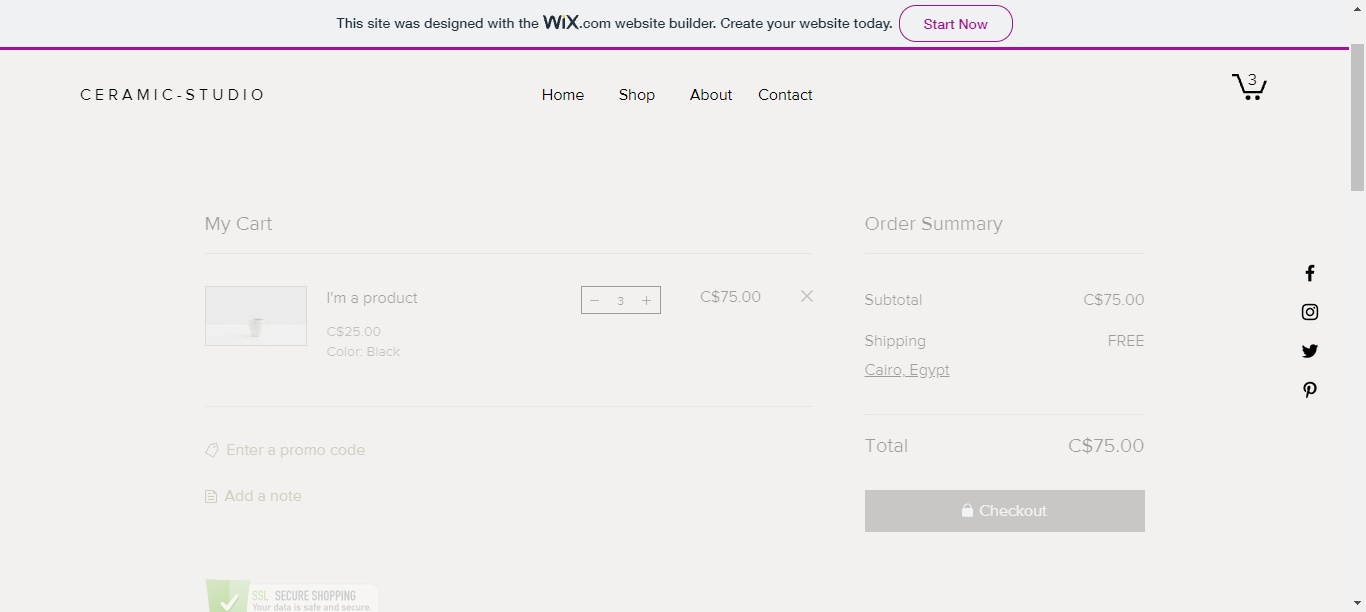 This site was designed with the WiX.com website builder. Create your website today. Start Now
CERAMIC-STUDIO Home Shop About Contact 3
My Cart
I'm a product 3 C$75.00
C$25.00
Color: Black
Enter a promo code
Add a note
SSL SECURE SHOPPING
Your data is safe and secure.
Order Summary
Subtotal C$75.00
Shipping FREE
Cairo, Egypt
Total C$75.00
Checkout